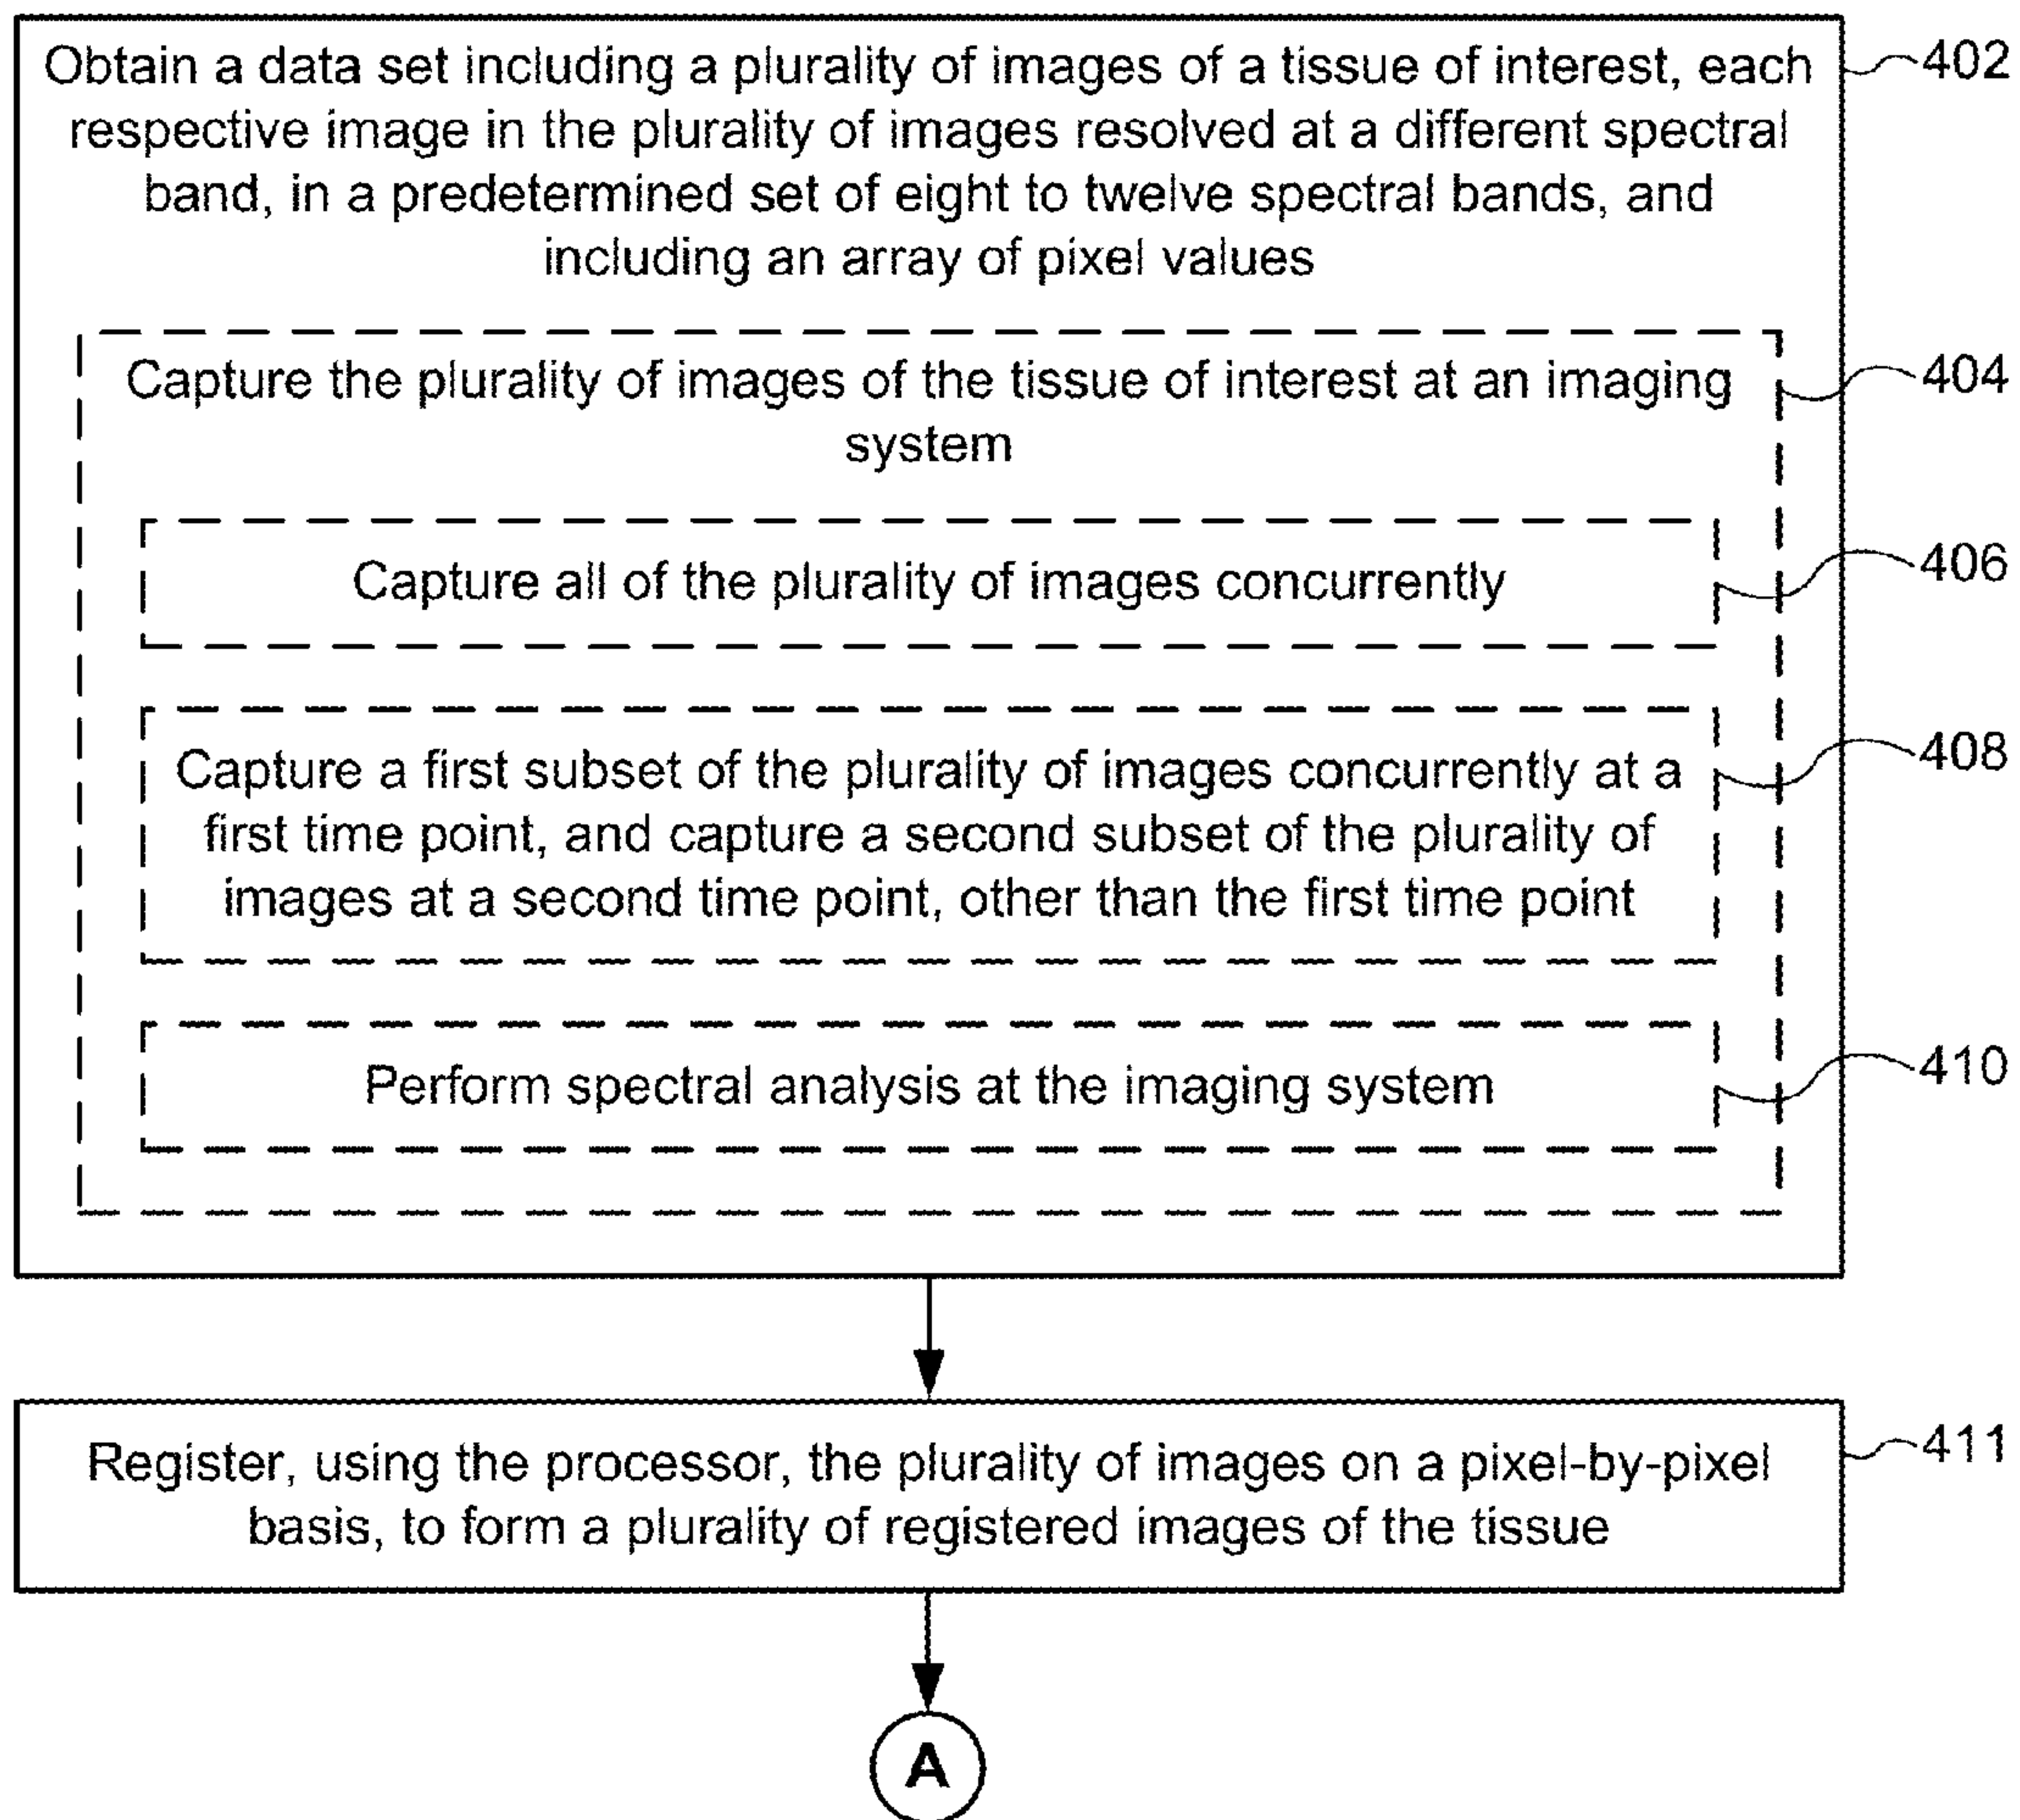 Obtain a data set including a plurality of images of a tissue of interest, each
respective image in the plurality of images resolved at a different spectral
band, in a predetermined set of eight to twelve spectral bands, and
including an array of pixel values
402
Capture the plurality of images of the tissue of interest at an imaging
system
404
Capture all of the plurality of images concurrently
406
Capture a first subset of the plurality of images concurrently at a
first time point, and capture a second subset of the plurality of
images at a second time point, other than the first time point
408
Perform spectral analysis at the imaging system
410
Register, using the processor, the plurality of images on a pixel-by-pixel
basis, to form a plurality of registered images of the tissue
411
A